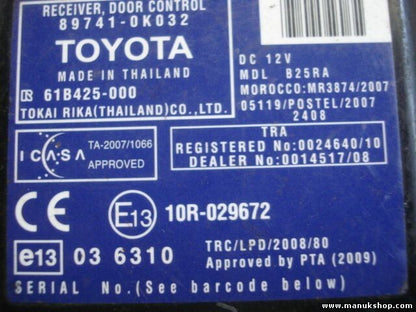 RECEIVER, DOOR CONTROL
89741-0K032
TOYOTA
MADE IN THAILAND
61B425-000
TOKAI RIKA(THAILAND)CO.,LTD.
DC 12V
MDL B25RA
MOROCCO:MR3874/2007
05119/POSTEL/2007
2408
ICASA
TA-2007/1066
APPROVED
TRA
REGISTERED No:0024640/10
DEALER No:0014517/08
CE
E13 10R-029672
e13 03 6310
TRC/LPD/2008/80
Approved by PTA (2009)
SERIAL No. (See barcode below)
www.manukshop.com